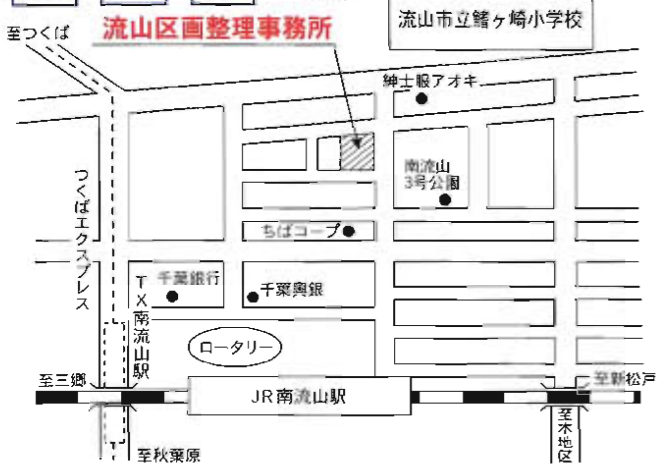 流山市立鰭ヶ崎小学校
至つくば
流山区画整理事務所
紳士服アオキ
南流山
3号公園
つくばエクスプレス
ちばコープ
千葉銀行
千葉興銀
TX南流山駅
ロータリー
至三郷
JR南流山駅
至新松戸
至木地区
至秋葉原